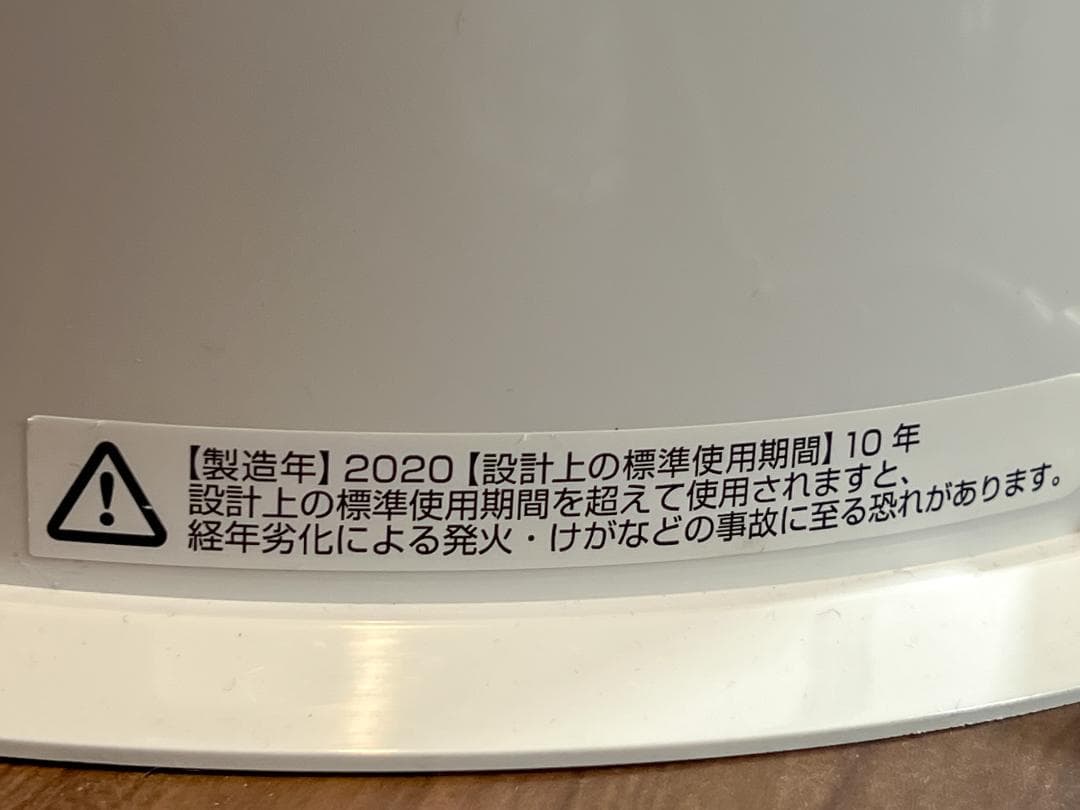 【製造年】2020【設計上の標準使用期間】10年
設計上の標準使用期間を超えて使用されますと、
経年劣化による発火・けがなどの事故に至る恐れがあります。